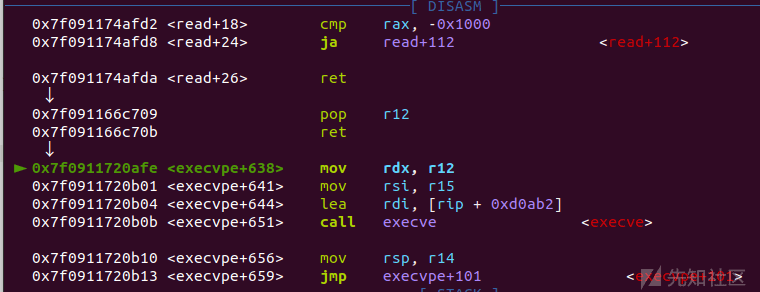 [ DISASM ]
0x7f091174afd2 <read+18> cmp rax, -0x1000
0x7f091174afd8 <read+24> ja read+112 <read+112>
0x7f091174afda <read+26> ret
↓
0x7f091166c709 pop r12
0x7f091166c70b ret
↓
► 0x7f0911720afe <execvpe+638> mov rdx, r12
0x7f0911720b01 <execvpe+641> mov rsi, r15
0x7f0911720b04 <execvpe+644> lea rdi, [rip + 0xd0ab2]
0x7f0911720b0b <execvpe+651> call execve <execve>
0x7f0911720b10 <execvpe+656> mov rsp, r14
0x7f0911720b13 <execvpe+659> jmp execvpe+101
[ STACK ]
先知社区